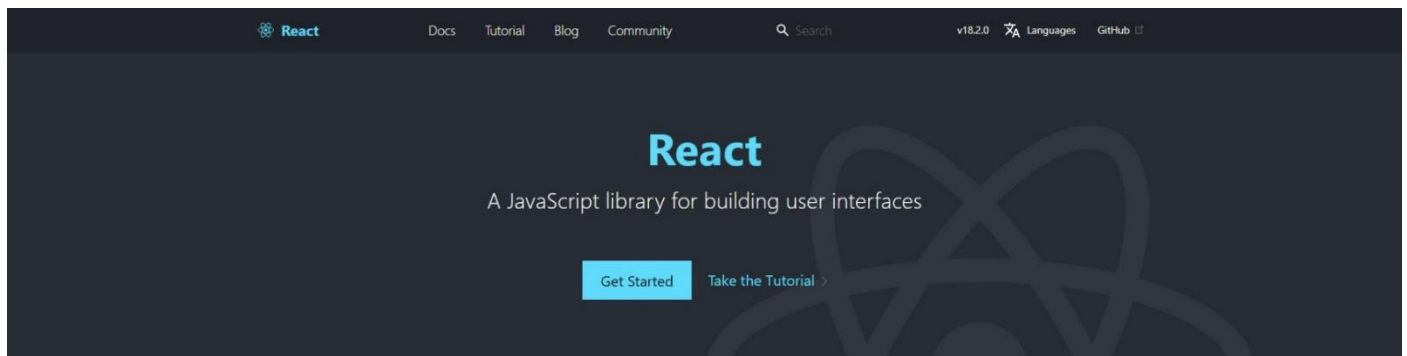 React Docs Tutorial Blog Community Search v18.2.0 Languages GitHub
React
A JavaScript library for building user interfaces
Get Started Take the Tutorial >